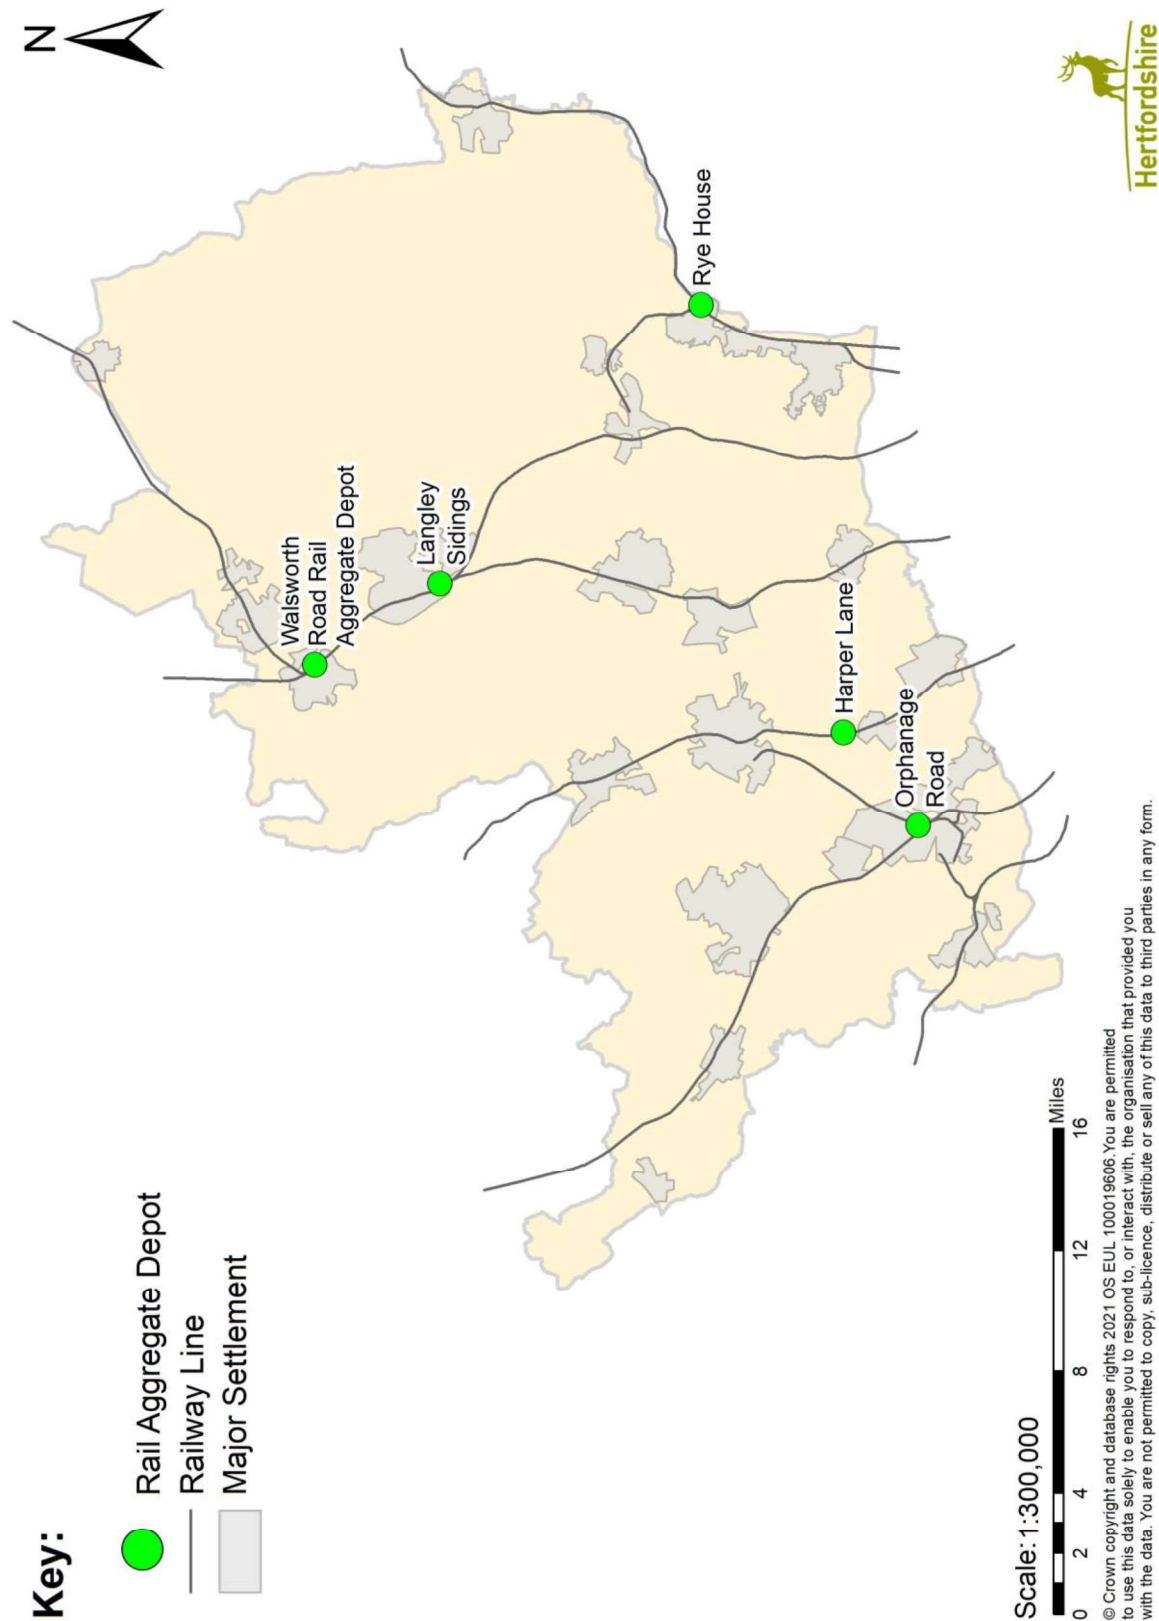 Key:
Rail Aggregate Depot
Railway Line
Major Settlement
N
Walsworth
Road Rail
Aggregate Depot
Langley
Sidings
Rye House
Harper Lane
Orphanage
Road
Scale: 1:300,000
0 2 4 8 12 16 Miles
© Crown copyright and database rights 2021 OS EUL 100019606.You are permitted
to use this data solely to enable you to respond to, or interact with, the organisation that provided you
with the data. You are not permitted to copy, sub-licence, distribute or sell any of this data to third parties in any form.
Hertfordshire